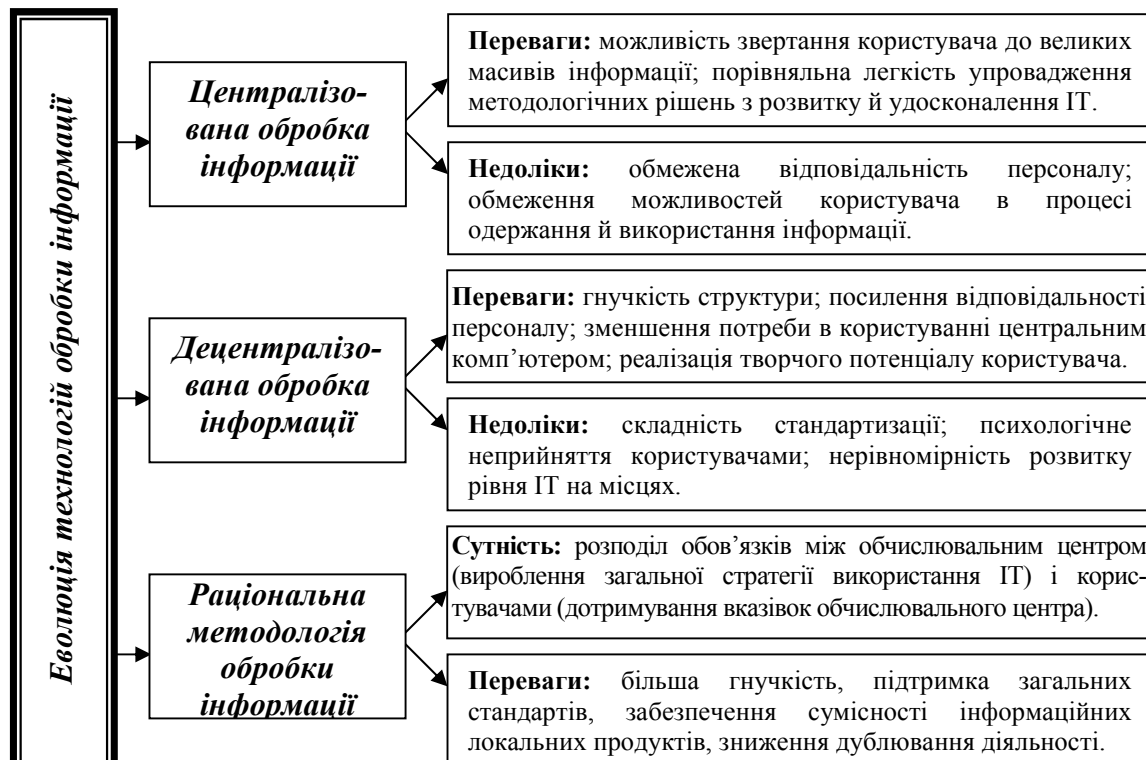 Еволюція технологій обробки інформації
Централізо-
вана обробка
інформації
Переваги: можливість звертання користувача до великих
масивів інформації; порівняльна легкість упровадження
методологічних рішень з розвитку й удосконалення ІТ.
Недоліки: обмежена відповідальність персоналу;
обмеження можливостей користувача в процесі
одержання й використання інформації.
Децентралізо-
вана обробка
інформації
Переваги: гнучкість структури; посилення відповідальності
персоналу; зменшення потреби в користуванні центральним
комп’ютером; реалізація творчого потенціалу користувача.
Недоліки: складність стандартизації; психологічне
неприйняття користувачами; нерівномірність розвитку
рівня ІТ на місцях.
Раціональна
методологія
обробки
інформації
Сутність: розподіл обов’язків між обчислювальним центром
(вироблення загальної стратегії використання ІТ) і корис-
тувачами (дотримування вказівок обчислювального центра).
Переваги: більша гнучкість, підтримка загальних
стандартів, забезпечення сумісності інформаційних
локальних продуктів, зниження дублювання діяльності.